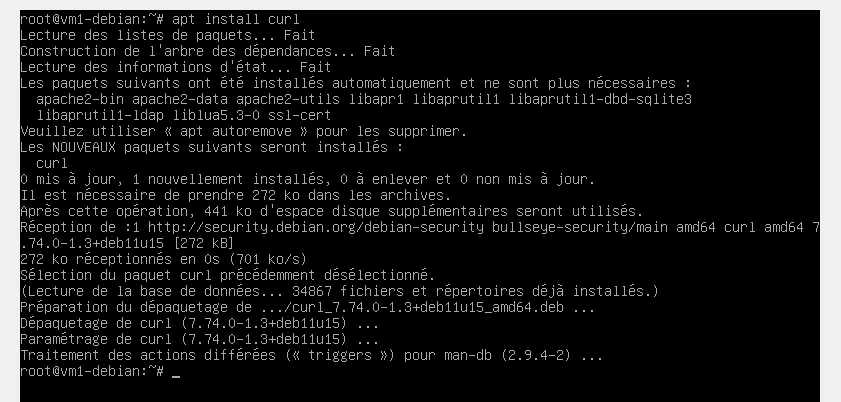 root@vm1-debian:~# apt install curl
Lecture des listes de paquets... Fait
Construction de l'arbre des dépendances... Fait
Lecture des informations d'état... Fait
Les paquets suivants ont été installés automatiquement et ne sont plus nécessaires :
  apache2-bin apache2-data apache2-utils libapr1 libaprutil1 libaprutil1-dbd-sqlite3
  libaprutil1-ldap liblua5.3-0 ssl-cert
Veuillez utiliser « apt autoremove » pour les supprimer.
Les NOUVEAUX paquets suivants seront installés :
  curl
0 mis à jour, 1 nouvellement installés, 0 à enlever et 0 non mis à jour.
Il est nécessaire de prendre 272 ko dans les archives.
Après cette opération, 441 ko d'espace disque supplémentaires seront utilisés.
Réception de :1 http://security.debian.org/debian-security bullseye-security/main amd64 curl amd64 7
.74.0-1.3+deb11u15 [272 kB]
272 ko réceptionnés en 0s (701 ko/s)
Sélection du paquet curl précédemment désélectionné.
(Lecture de la base de données... 34867 fichiers et répertoires déjà installés.)
Préparation du dépaquetage de .../curl_7.74.0-1.3+deb11u15_amd64.deb ...
Dépaquetage de curl (7.74.0-1.3+deb11u15) ...
Paramétrage de curl (7.74.0-1.3+deb11u15) ...
Traitement des actions différées (« triggers ») pour man-db (2.9.4-2) ...
root@vm1-debian:~# _